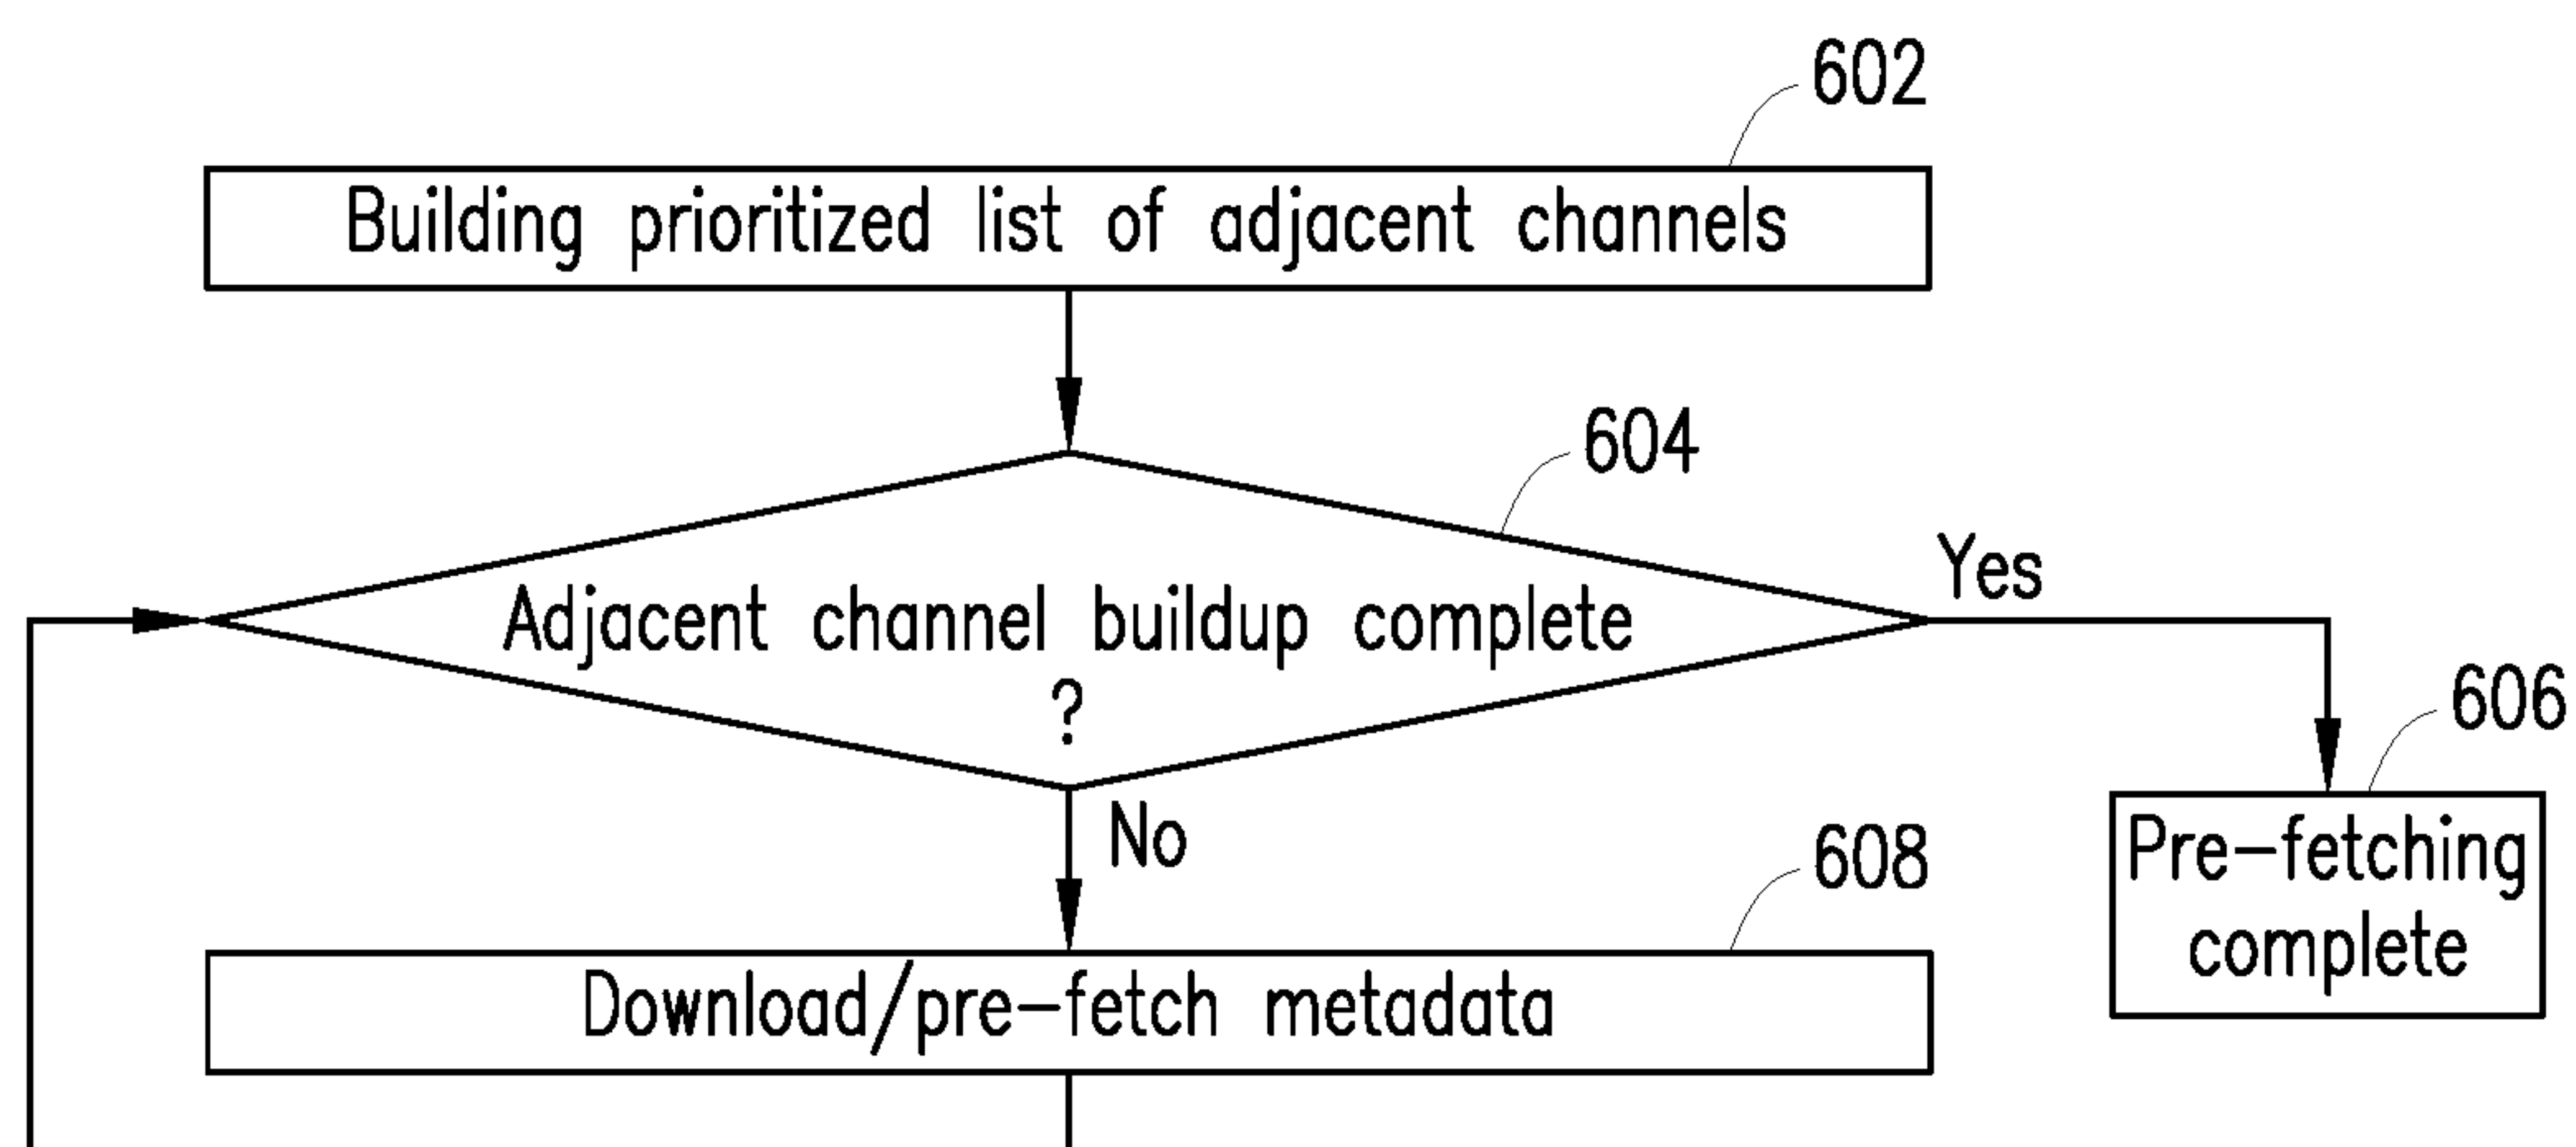 602
Building prioritized list of adjacent channels
604
Adjacent channel buildup complete
?
Yes
606
Pre-fetching
complete
No
608
Download/pre-fetch metadata